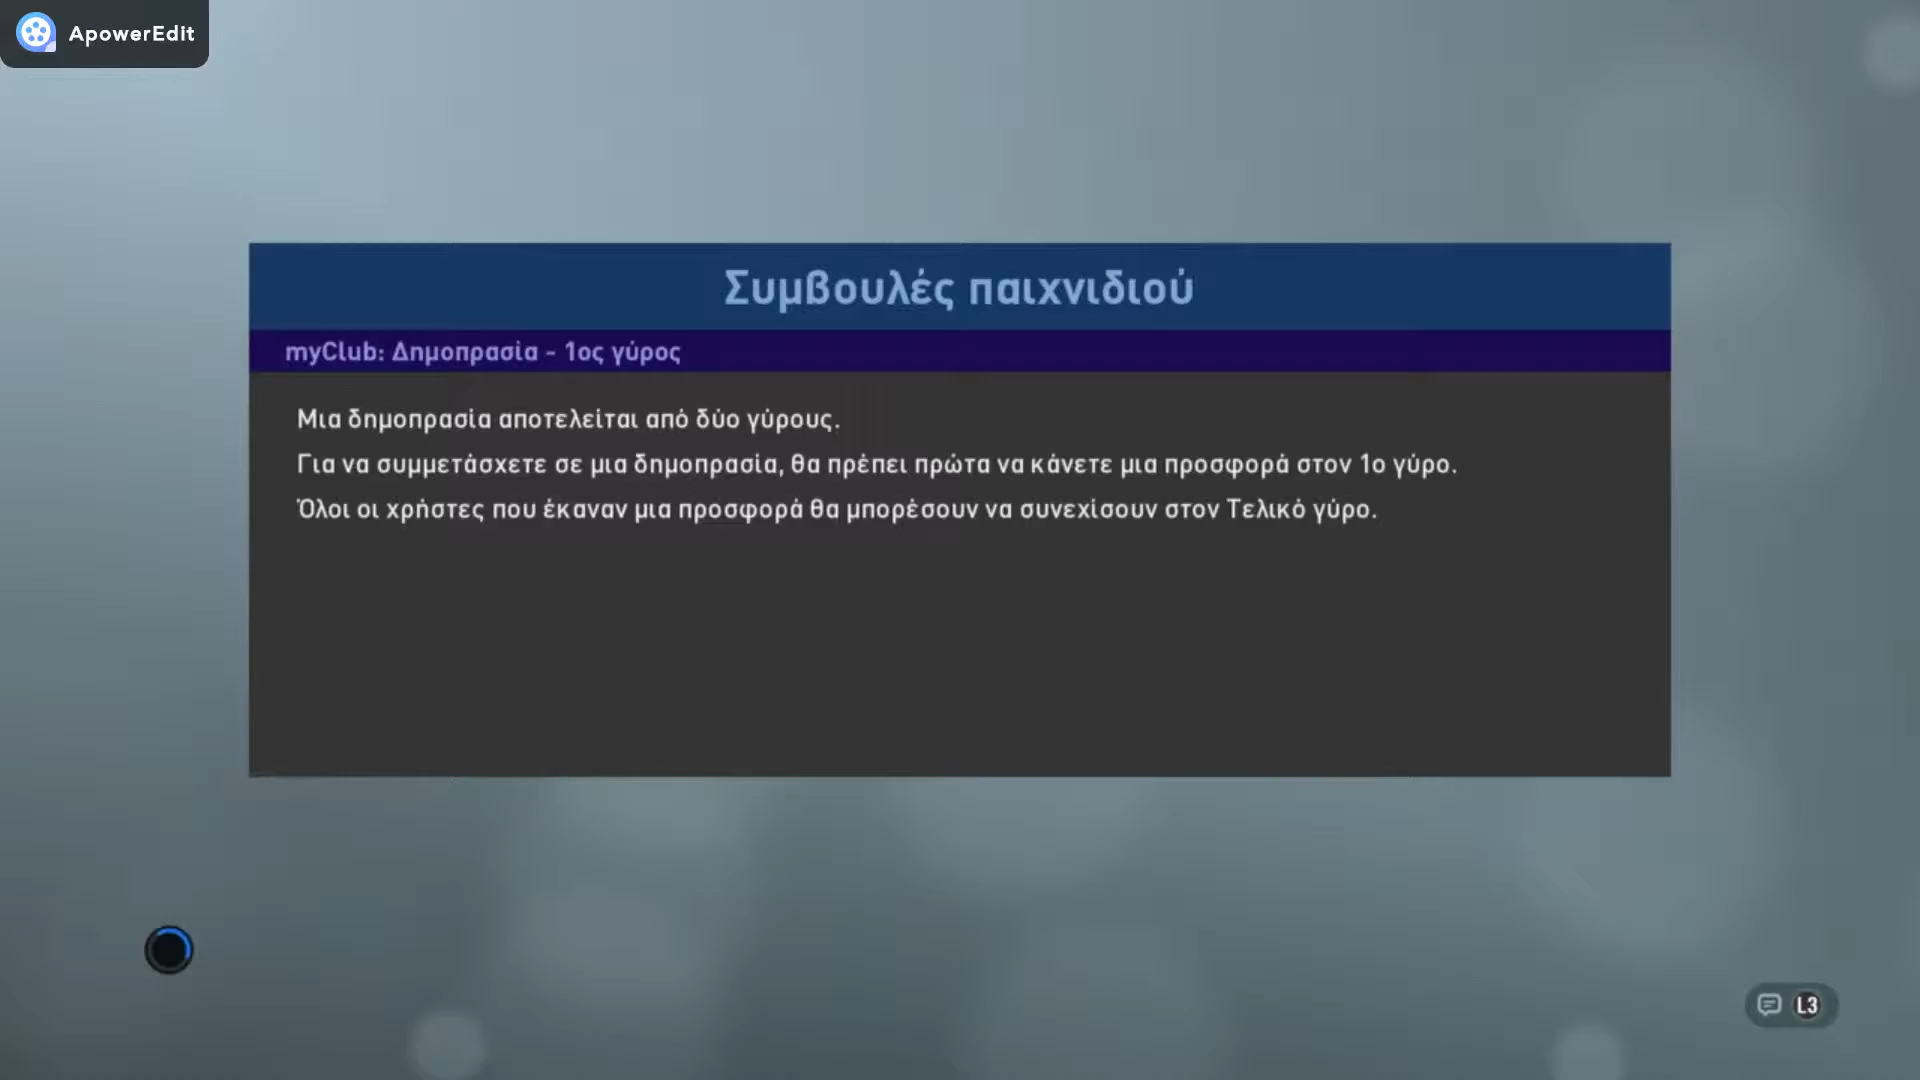 ApowerEdit
Συμβουλές παιχνιδιού
myClub: Δημοπρασία - 1ος γύρος
Μια δημοπρασία αποτελείται από δύο γύρους.
Για να συμμετάσχετε σε μια δημοπρασία, θα πρέπει πρώτα να κάνετε μια προσφορά στον 1ο γύρο.
Όλοι οι χρήστες που έκαναν μια προσφορά θα μπορέσουν να συνεχίσουν στον Τελικό γύρο.
L3